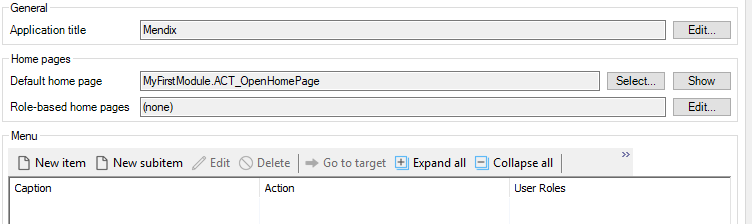 General
Application title Mendix Edit...
Home pages
Default home page MyFirstModule.ACT_OpenHomePage Select... Show
Role-based home pages (none) Edit...
Menu
New item New subitem Edit Delete Go to target Expand all Collapse all »
Caption Action User Roles